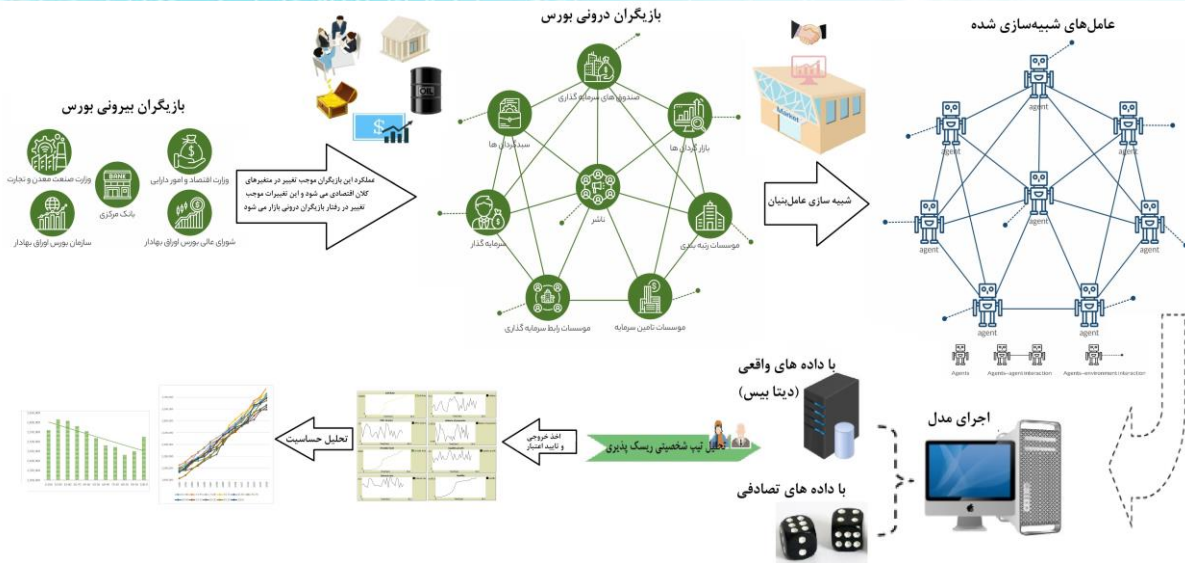 بازیگران درونی بورس
عامل‌های شبیه‌سازی شده
بازیگران بیرونی بورس
وزارت صنعت معدن و تجارت
وزارت اقتصاد و امور دارایی
بانک مرکزی
BANK
سازمان بورس اوراق بهادار
شورای عالی بورس اوراق بهادار
عملکرد این بازیگران موجب تغییر در متغیرهای
کلان اقتصادی می شود و این تغییرات موجب
تغییر در رفتار بازیگران درونی بازار می شود
OIL
صندوق های سرمایه گذاری
سبدگردان ها
بازار گردان ها
ناشر
سرمایه گذار
موسسات رتبه بندی
موسسات رابط سرمایه گذاری
موسسات تامین سرمایه
Market
شبیه سازی عامل‌بنیان
agent
agent
agent
agent
agent
agent
agent
agent
Agents
Agents-agent interaction
Agents-environment interaction
با داده های واقعی
(دیتا بیس)
اجرای مدل
با داده های تصادفی
تحلیل تیپ شخصیتی ریسک پذیری
اخذ خروجی
و تایید اعتبار
تحلیل حساسیت